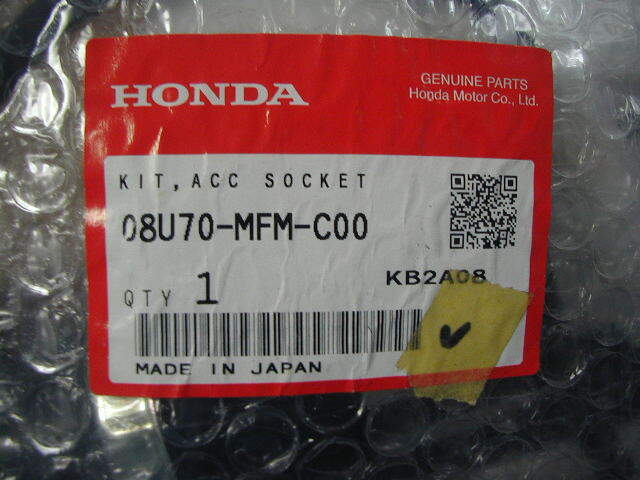 HONDA
GENUINE PARTS
Honda Motor Co., Ltd.
KIT, ACC SOCKET
08U70-MFM-C00
KB2A08
QTY 1
MADE IN JAPAN